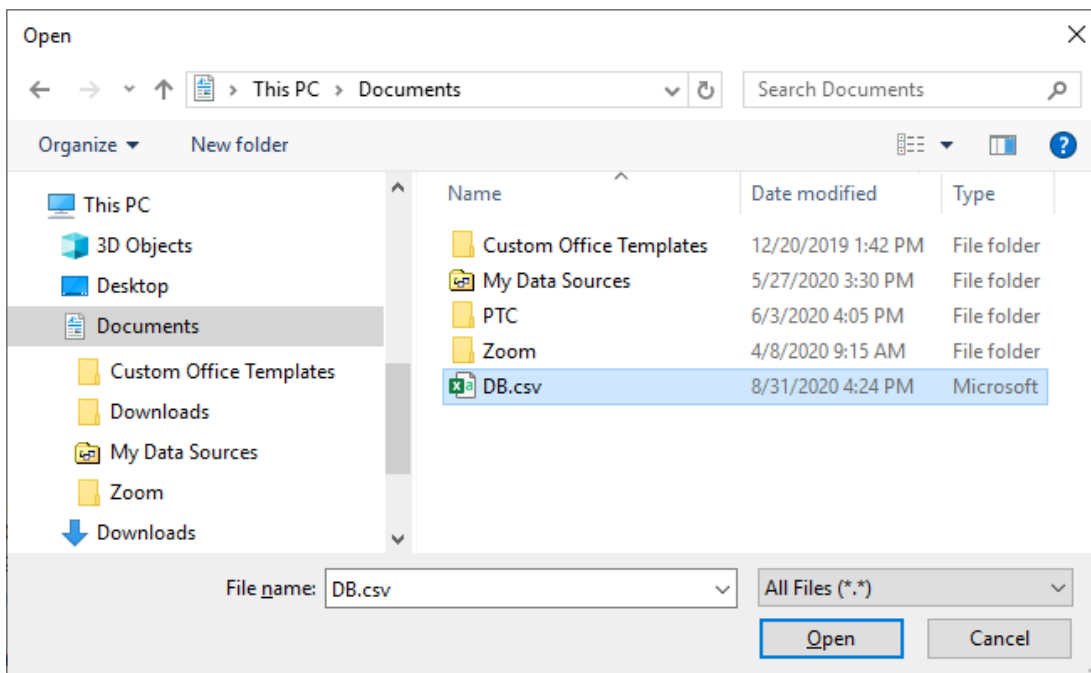 Open
This PC > Documents
Search Documents
Organize
New folder
?
This PC
3D Objects
Desktop
Documents
Custom Office Templates
Downloads
My Data Sources
Zoom
Downloads
Name Date modified Type
Custom Office Templates 12/20/2019 1:42 PM File folder
My Data Sources 5/27/2020 3:30 PM File folder
PTC 6/3/2020 4:05 PM File folder
Zoom 4/8/2020 9:15 AM File folder
DB.csv 8/31/2020 4:24 PM Microsoft
File name: DB.csv
All Files (*.*)
Open Cancel